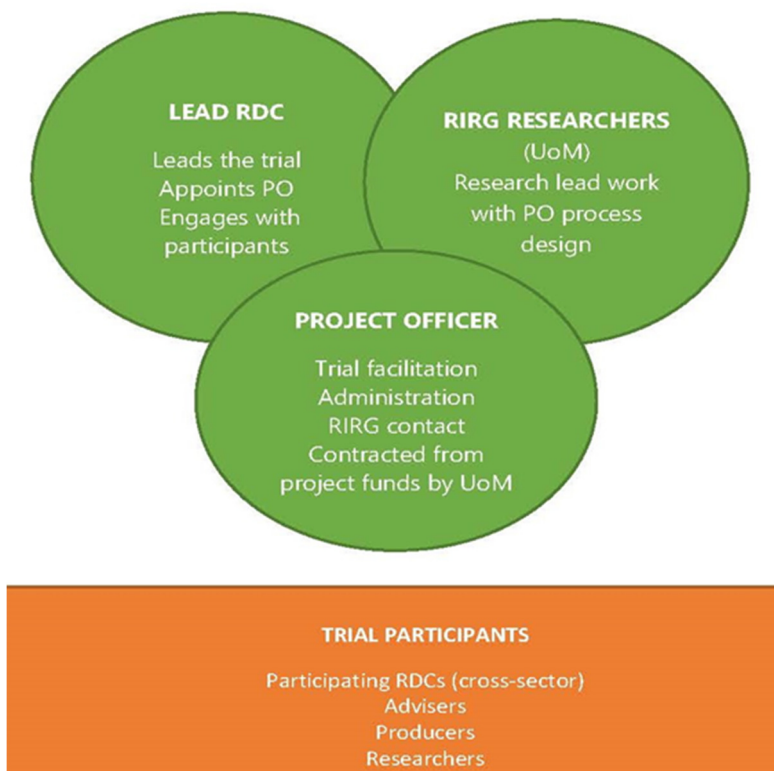 LEAD RDC
Leads the trial
Appoints PO
Engages with
participants
RIRG RESEARCHERS
(UoM)
Research lead work
with PO process
design
PROJECT OFFICER
Trial facilitation
Administration
RIRG contact
Contracted from
project funds by UoM
TRIAL PARTICIPANTS
Participating RDCs (cross-sector)
Advisers
Producers
Researchers